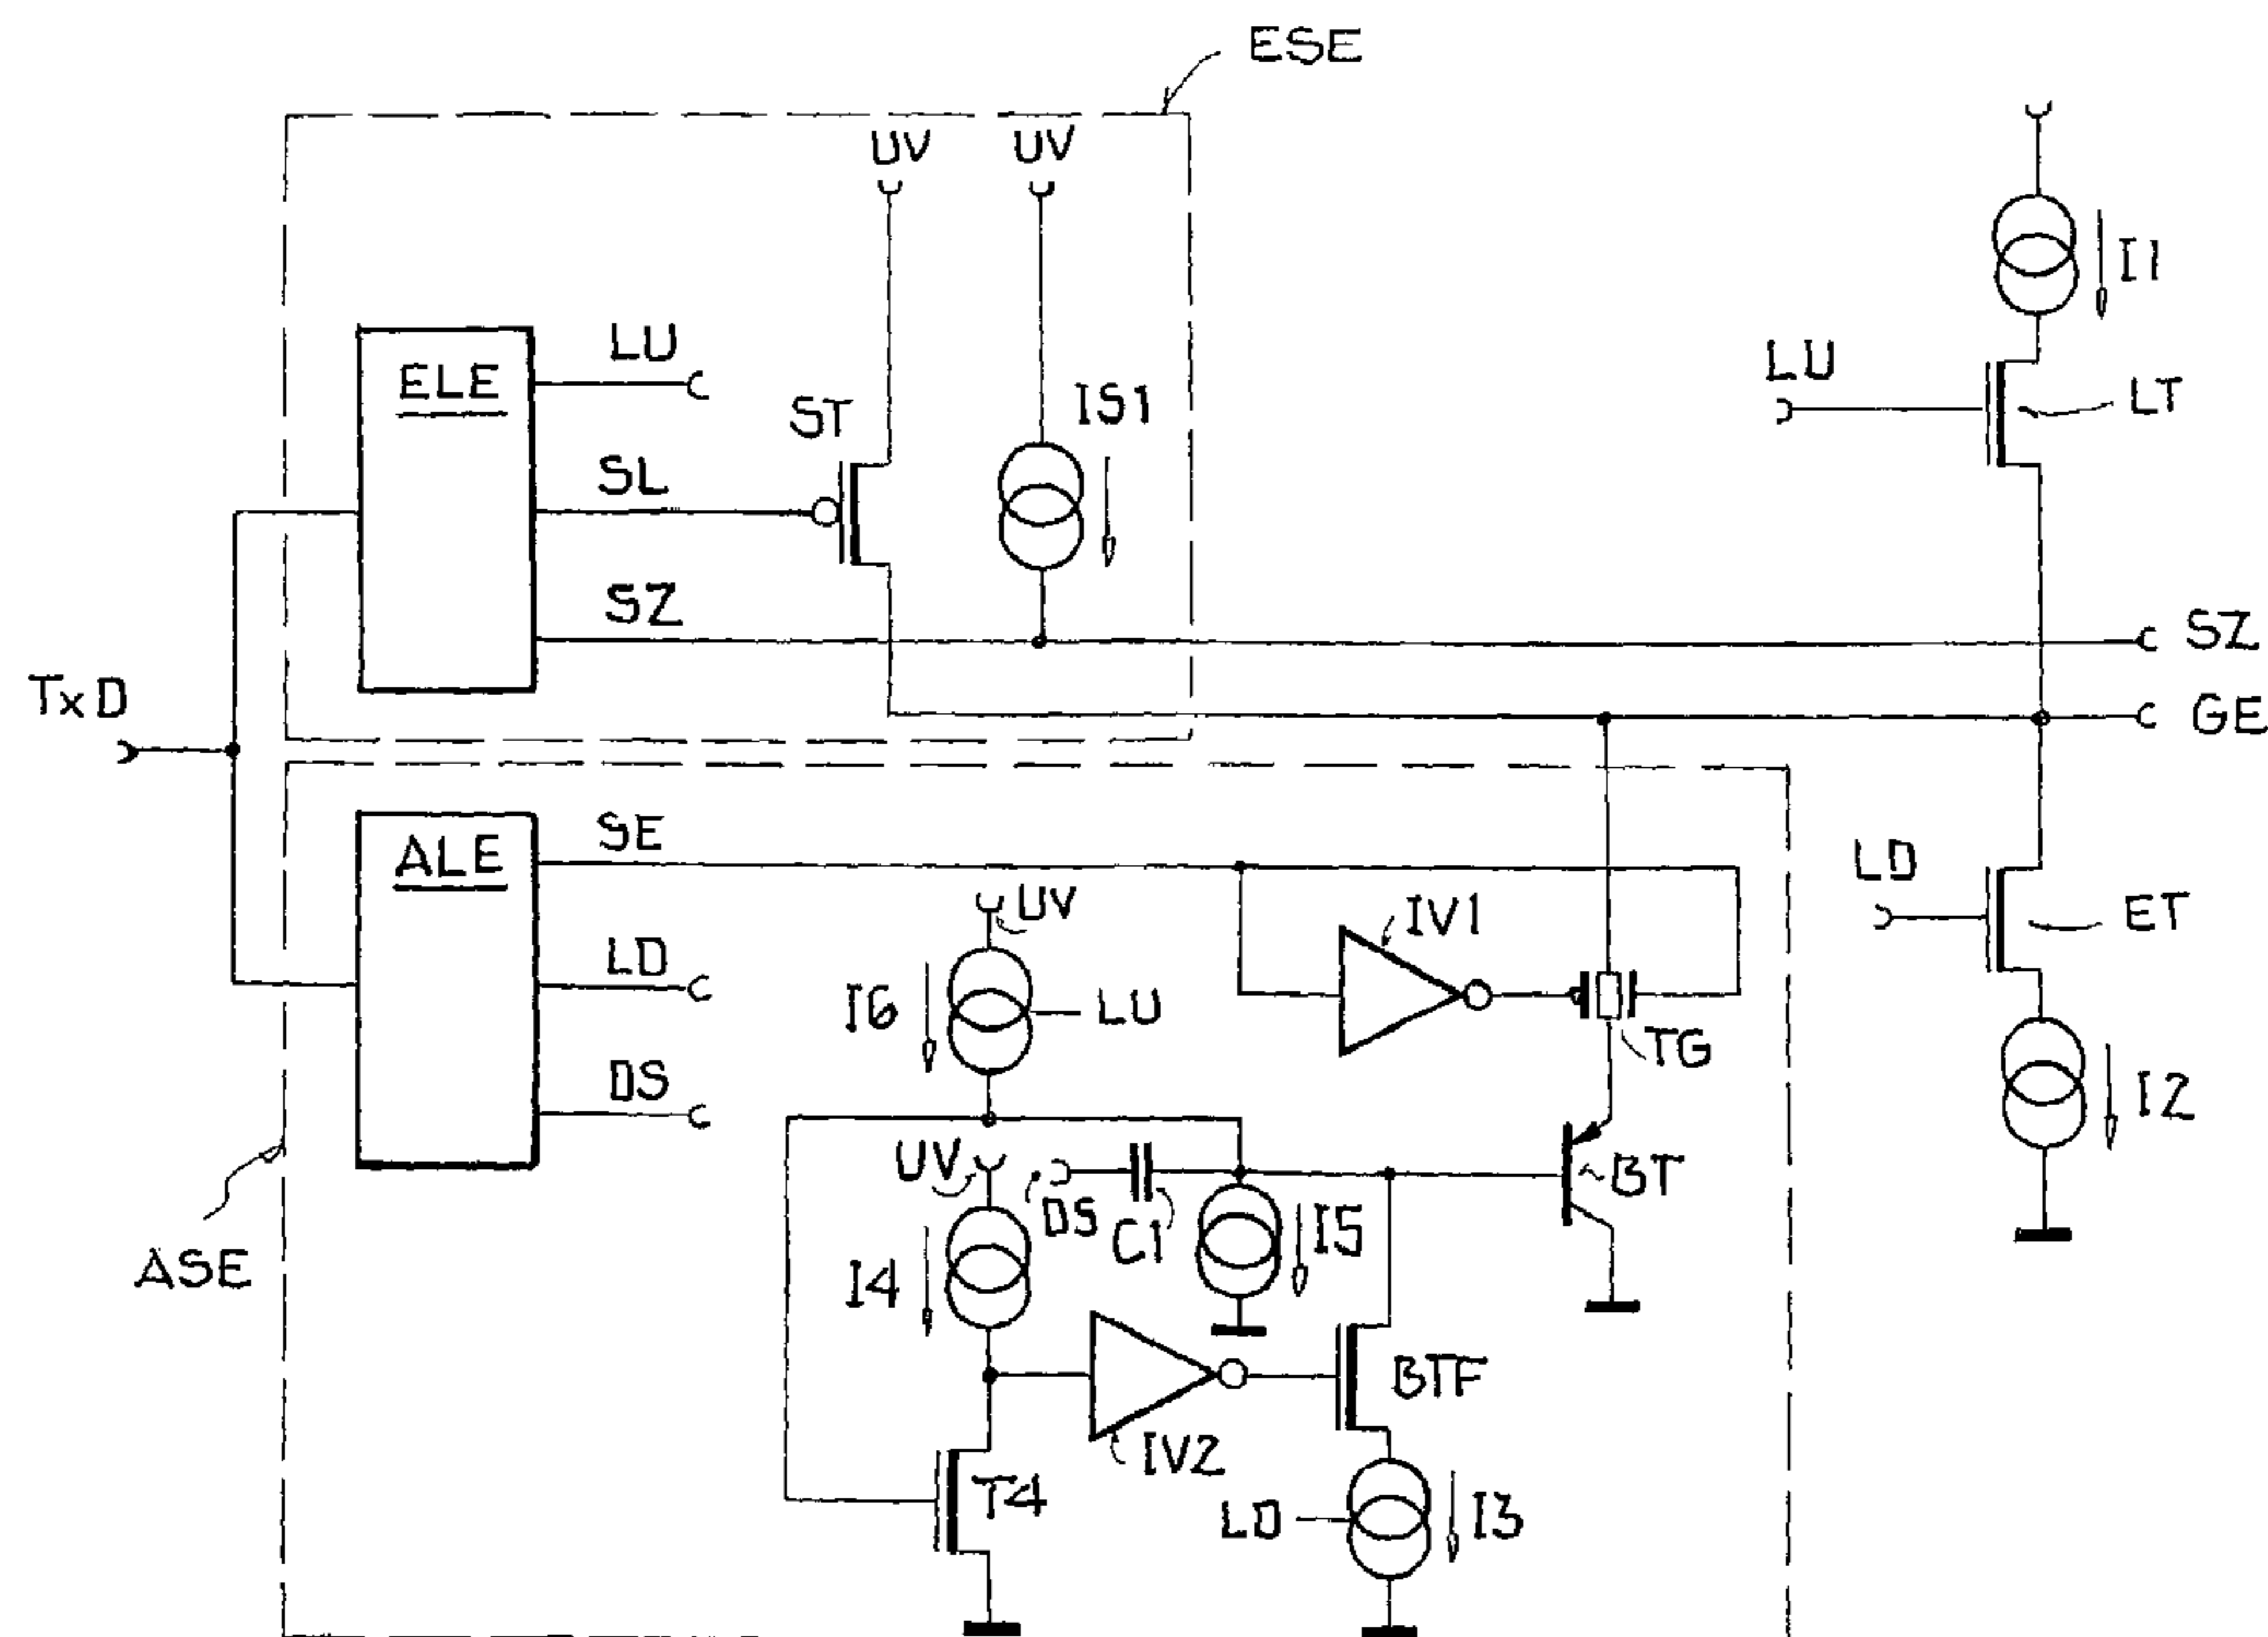 ESE
UV
UV
I1
LU
ELE
LU
LT
ST
IS1
SL
SZ
SZ
TxD
GE
SE
ALE
LD
ET
UV
IV1
LD
I6
LU
TG
DS
I2
UV
DS
C1
I5
BT
ASE
I4
BTF
IV2
T4
LD
I3